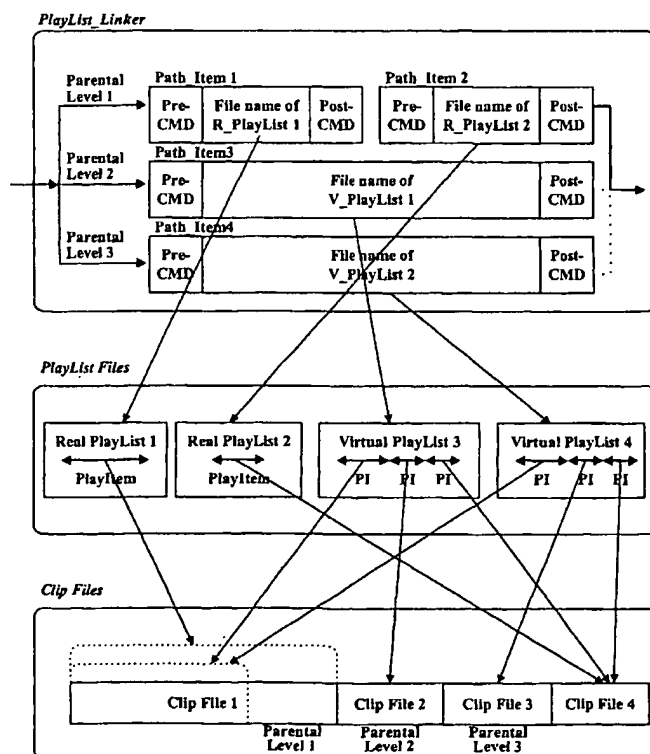 PlayList_Linker
Parental
Level 1
Path_Item 1
Pre-
CMD
File name of
R_PlayList 1
Post-
CMD
Path_Item 2
Pre-
CMD
File name of
R_PlayList 2
Post-
CMD
Parental
Level 2
Path_Item3
Pre-
CMD
File name of
V_PlayList 1
Post-
CMD
Parental
Level 3
Path_Item4
Pre-
CMD
File name of
V_PlayList 2
Post-
CMD
PlayList Files
Real PlayList 1
PlayItem
Real PlayList 2
PlayItem
Virtual PlayList 3
PI PI PI
Virtual PlayList 4
PI PI PI
Clip Files
Clip File 1
Clip File 2
Clip File 3
Clip File 4
Parental
Level 1
Parental
Level 2
Parental
Level 3